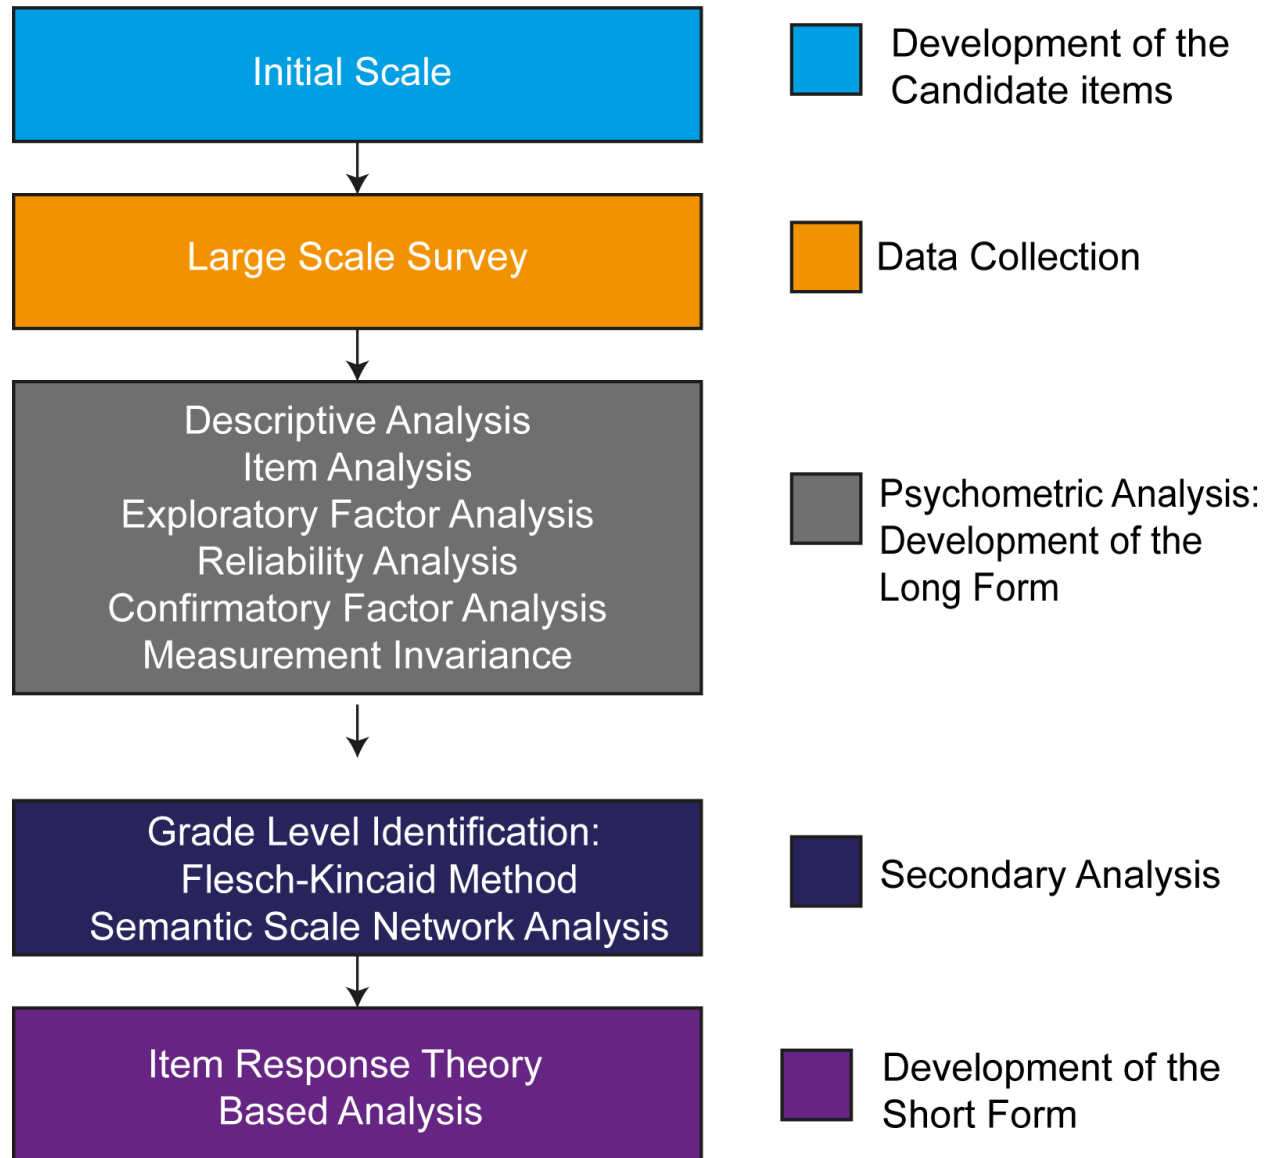 Initial Scale
Development of the
Candidate items
Large Scale Survey
Data Collection
Descriptive Analysis
Item Analysis
Exploratory Factor Analysis
Reliability Analysis
Confirmatory Factor Analysis
Measurement Invariance
Psychometric Analysis:
Development of the
Long Form
Grade Level Identification:
Flesch-Kincaid Method
Semantic Scale Network Analysis
Secondary Analysis
Item Response Theory
Based Analysis
Development of the
Short Form